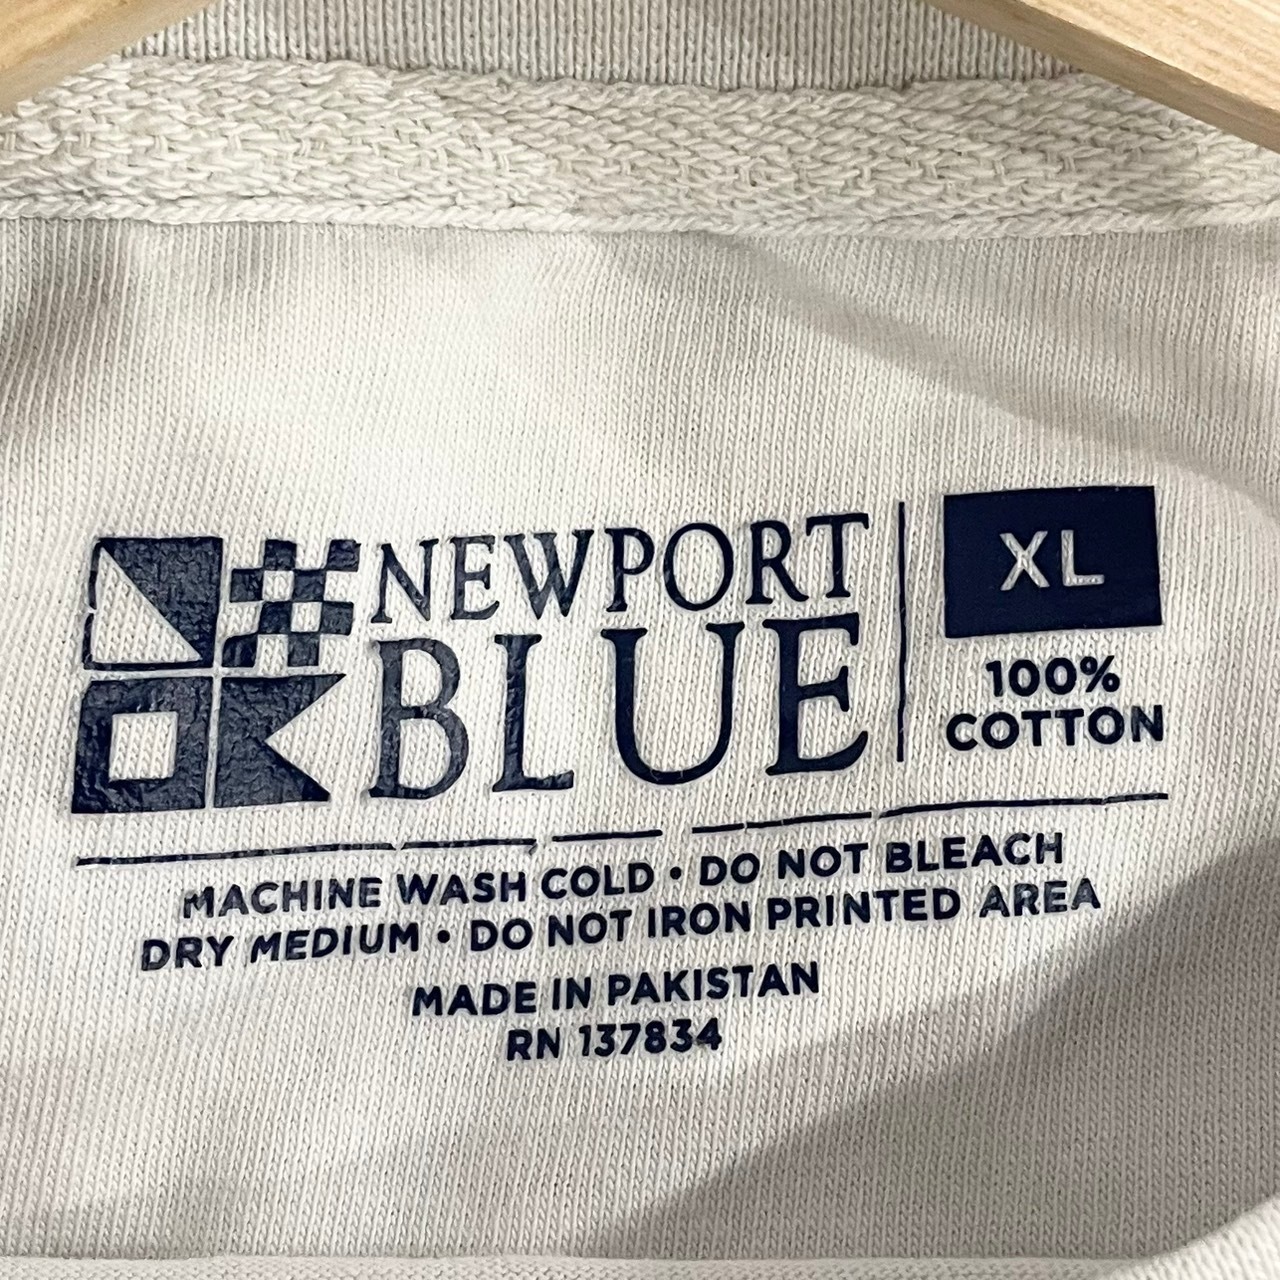 NEWPORT
BLUE
XL
100%
COTTON
MACHINE WASH COLD • DO NOT BLEACH
DRY MEDIUM • DO NOT IRON PRINTED AREA
MADE IN PAKISTAN
RN 137834